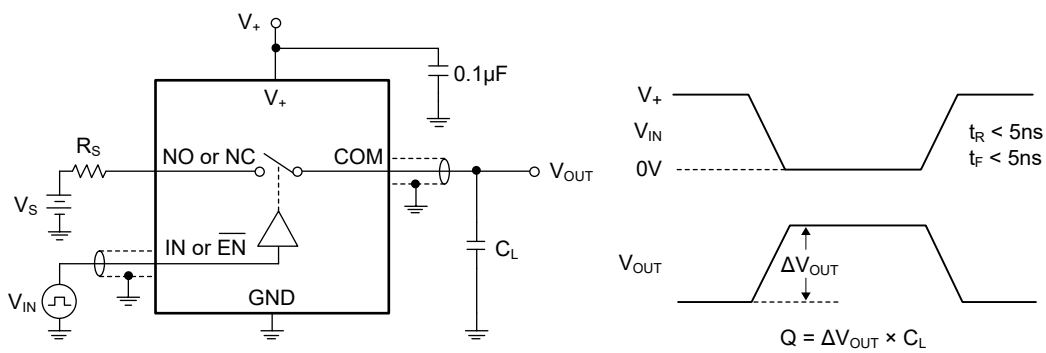 V+
0.1µF
V+
RS
NO or NC
COM
VOUT
VS
IN or E̅N̅
CL
VIN
GND
V+
VIN
0V
tR < 5ns
tF < 5ns
VOUT
ΔVOUT
Q = ΔVOUT × CL